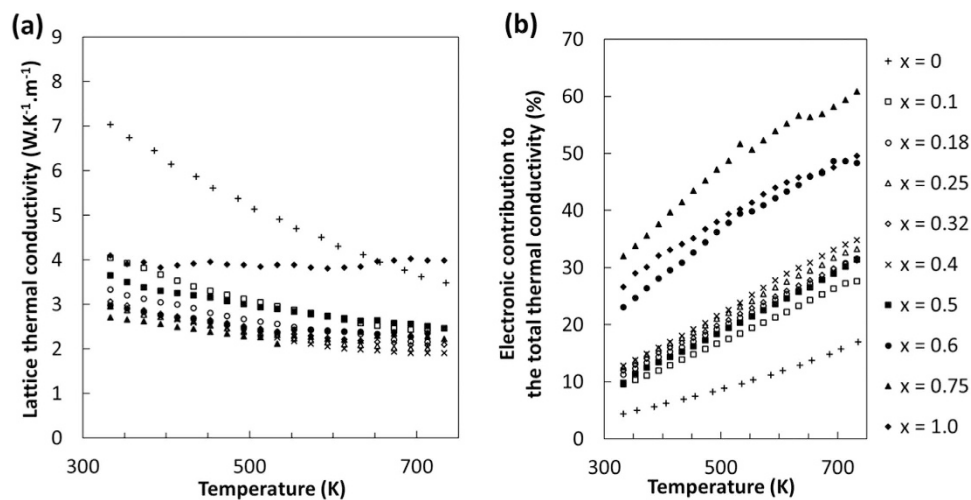 (a)
Lattice thermal conductivity (W.K⁻¹.m⁻¹)
9
8
7
6
5
4
3
2
1
0
300
500
700
Temperature (K)
(b)
Electronic contribution to
the total thermal conductivity (%)
70
60
50
40
30
20
10
0
300
500
700
Temperature (K)
x = 0
x = 0.1
x = 0.18
x = 0.25
x = 0.32
x = 0.4
x = 0.5
x = 0.6
x = 0.75
x = 1.0